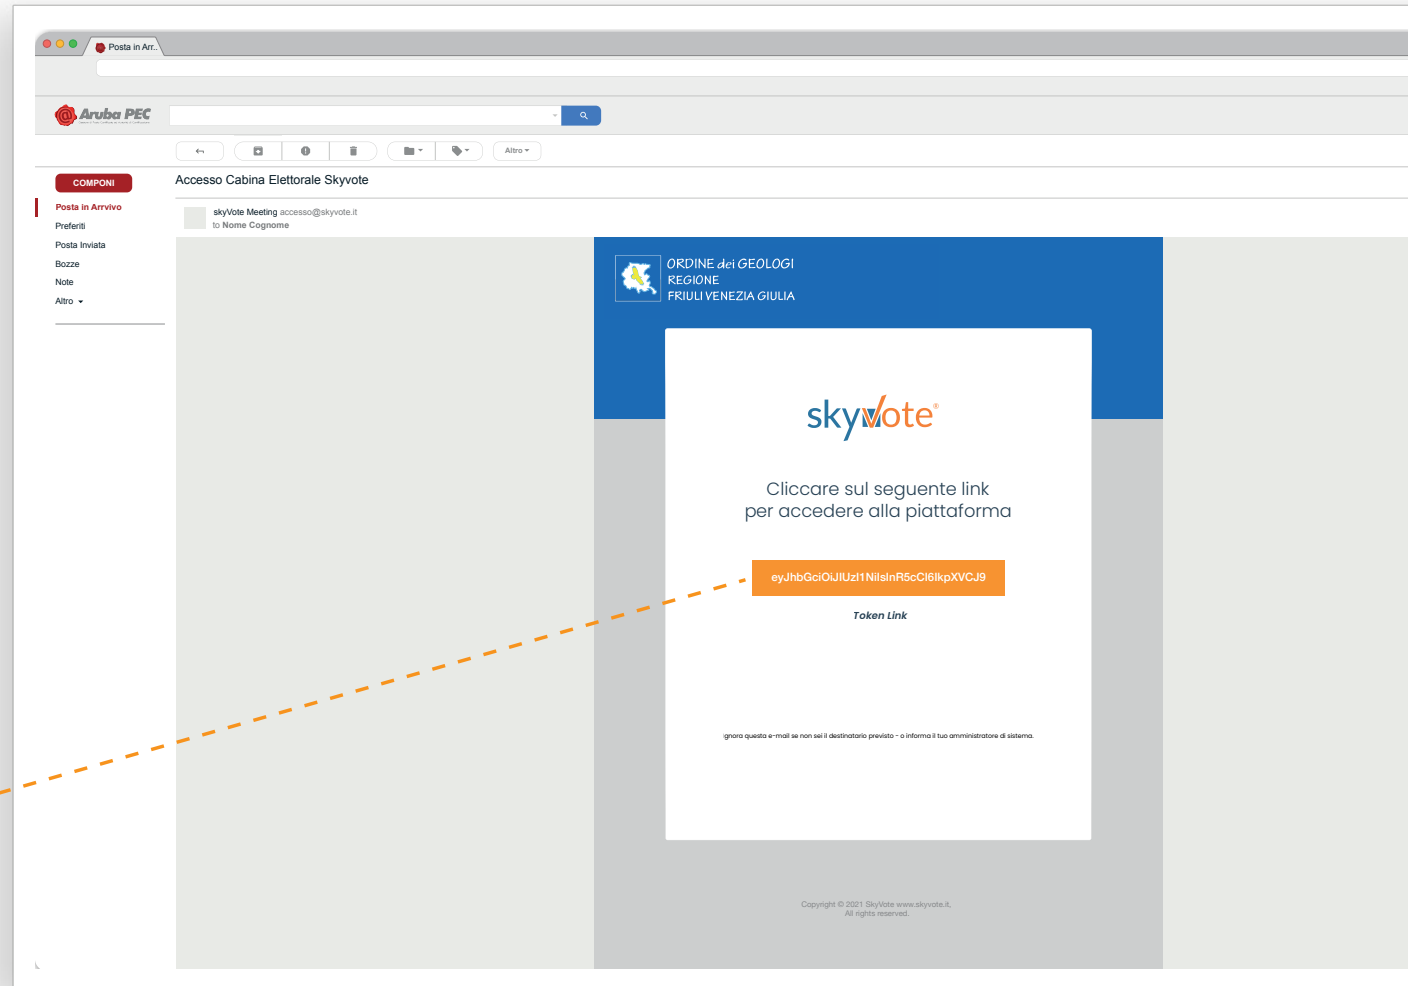 Posta in Arr..
Aruba PEC
Altro
COMPONI
Accesso Cabina Elettorale Skyvote
Posta in Arrvivo
Preferiti
Posta Inviata
Bozze
Note
Altro
skyVote Meeting accesso@skyvote.it
to Nome Cognome
ORDINE dei GEOLOGI
REGIONE
FRIULI VENEZIA GIULIA
skyvote®
Cliccare sul seguente link
per accedere alla piattaforma
eyJhbGciOiJIUzI1NiIsInR5cCI6IkpXVCJ9
Token Link
Ignora questa e-mail se non sei il destinatario previsto - o informa il tuo amministratore di sistema.
Copyright © 2021 SkyVote www.skyvote.it,
All rights reserved.